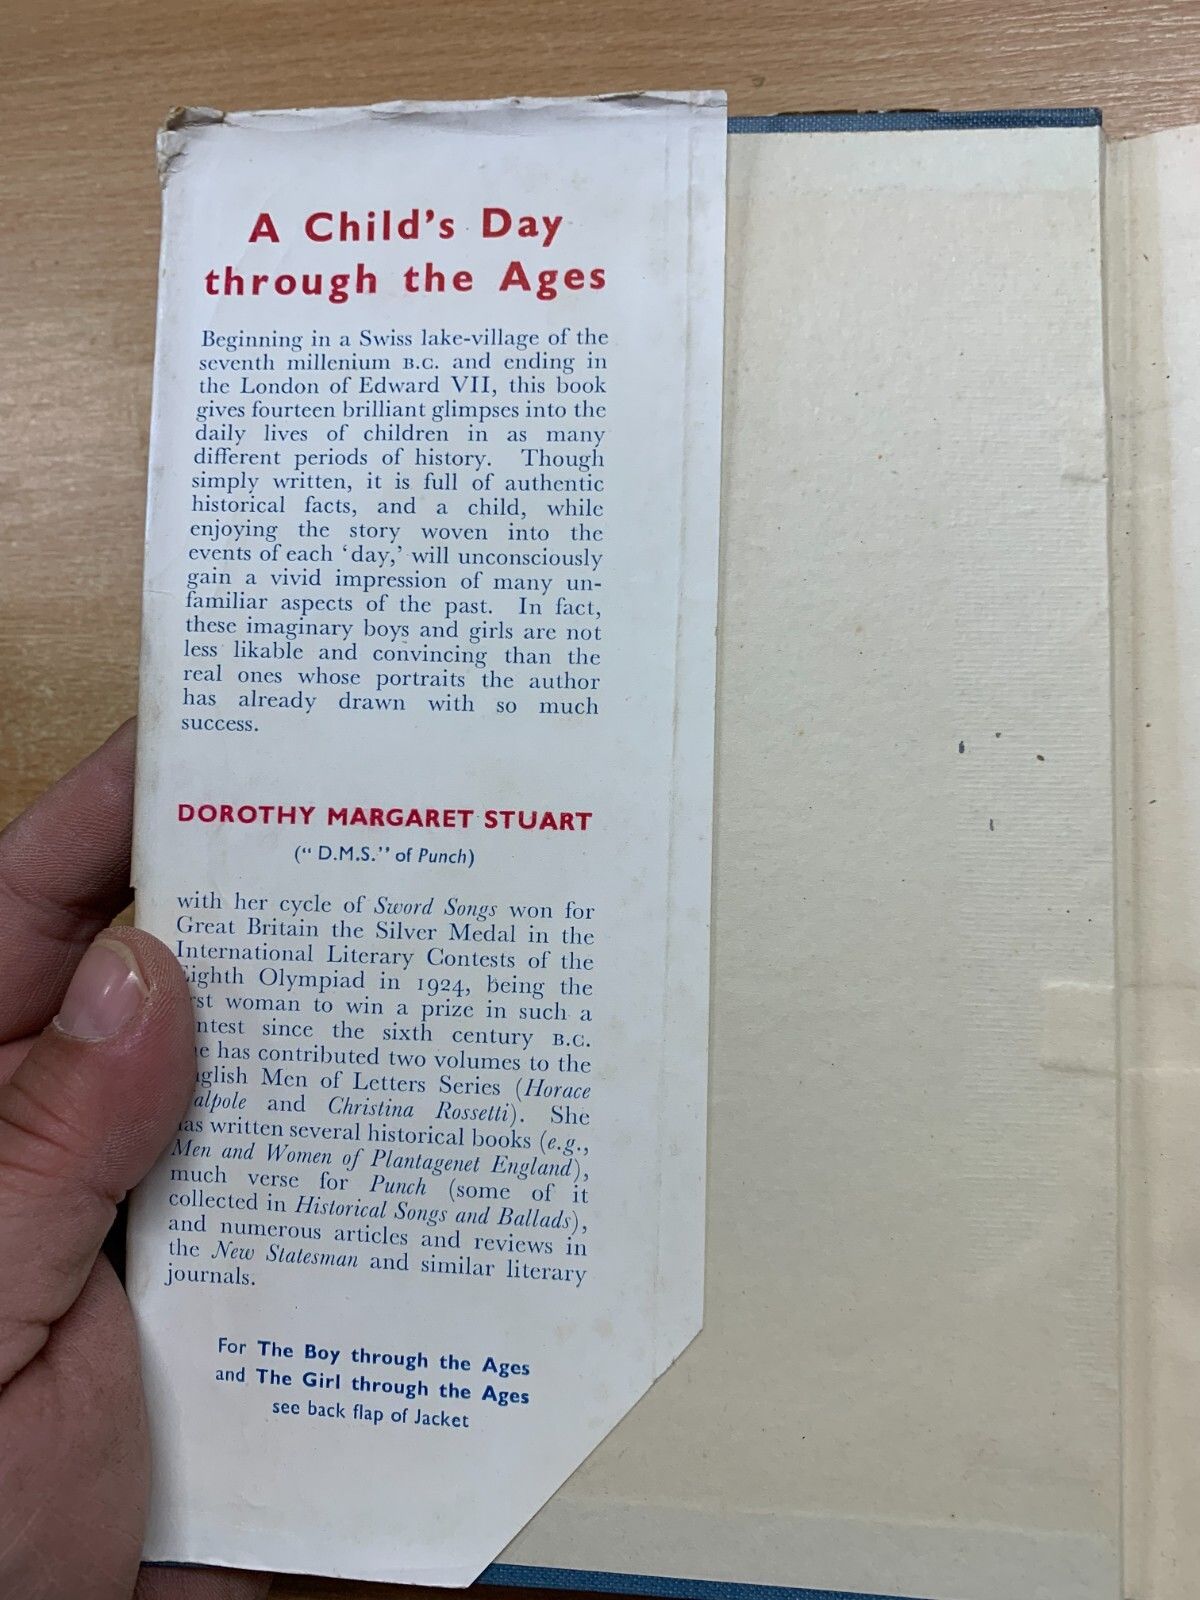 A Child's Day
through the Ages
Beginning in a Swiss lake-village of the
seventh millenium B.C. and ending in
the London of Edward VII, this book
gives fourteen brilliant glimpses into the
daily lives of children in as many
different periods of history. Though
simply written, it is full of authentic
historical facts, and a child, while
enjoying the story woven into the
events of each ‘day,’ will unconsciously
gain a vivid impression of many un-
familiar aspects of the past. In fact,
these imaginary boys and girls are not
less likable and convincing than the
real ones whose portraits the author
has already drawn with so much
success.
DOROTHY MARGARET STUART
(“ D.M.S.” of Punch)
with her cycle of Sword Songs won for
Great Britain the Silver Medal in the
International Literary Contests of the
Eighth Olympiad in 1924, being the
woman to win a prize in such a
since the sixth century B.C.
has contributed two volumes to the
English Men of Letters Series (Horace
Walpole and Christina Rossetti). She
has written several historical books (e.g.,
Men and Women of Plantagenet England),
much verse for Punch (some of it
collected in Historical Songs and Ballads),
and numerous articles and reviews in
the New Statesman and similar literary
journals.
For The Boy through the Ages
and The Girl through the Ages
see back flap of Jacket